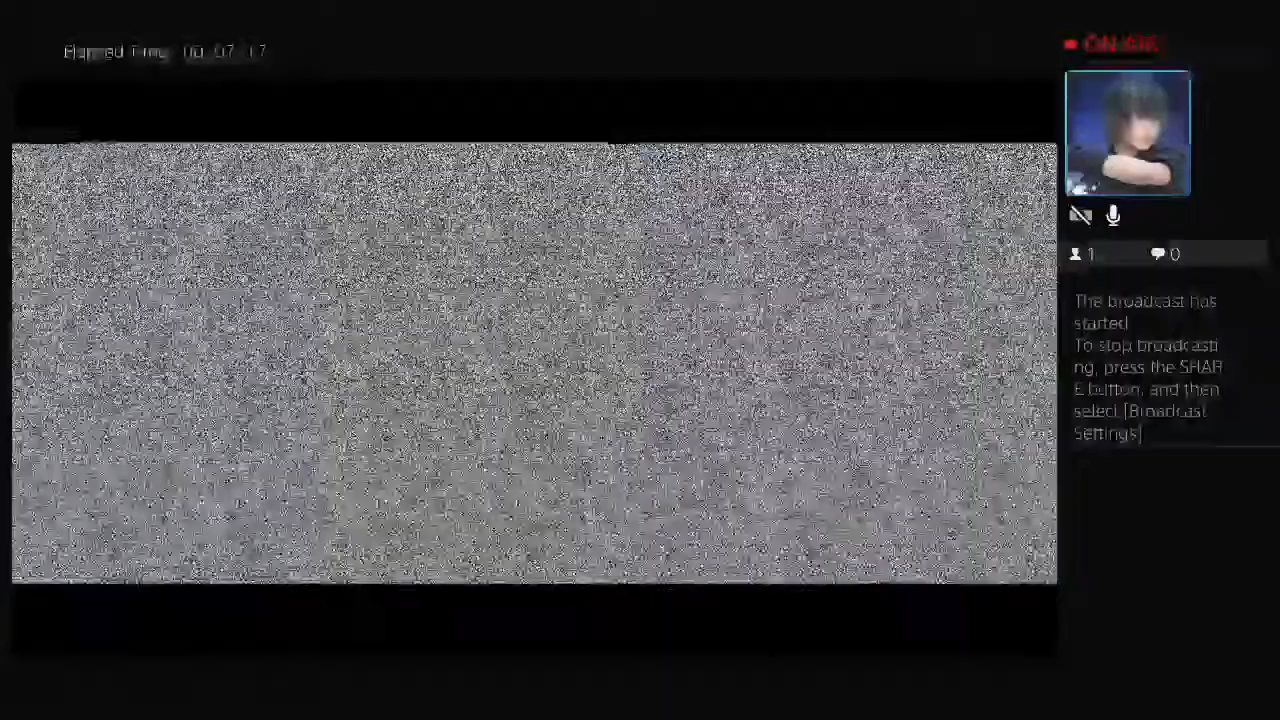 Elapsed Time: 00:07:17
ON AIR
1
0
The broadcast has
started.
To stop broadcasti
ng, press the SHAR
E button, and then
select [Broadcast
Settings].